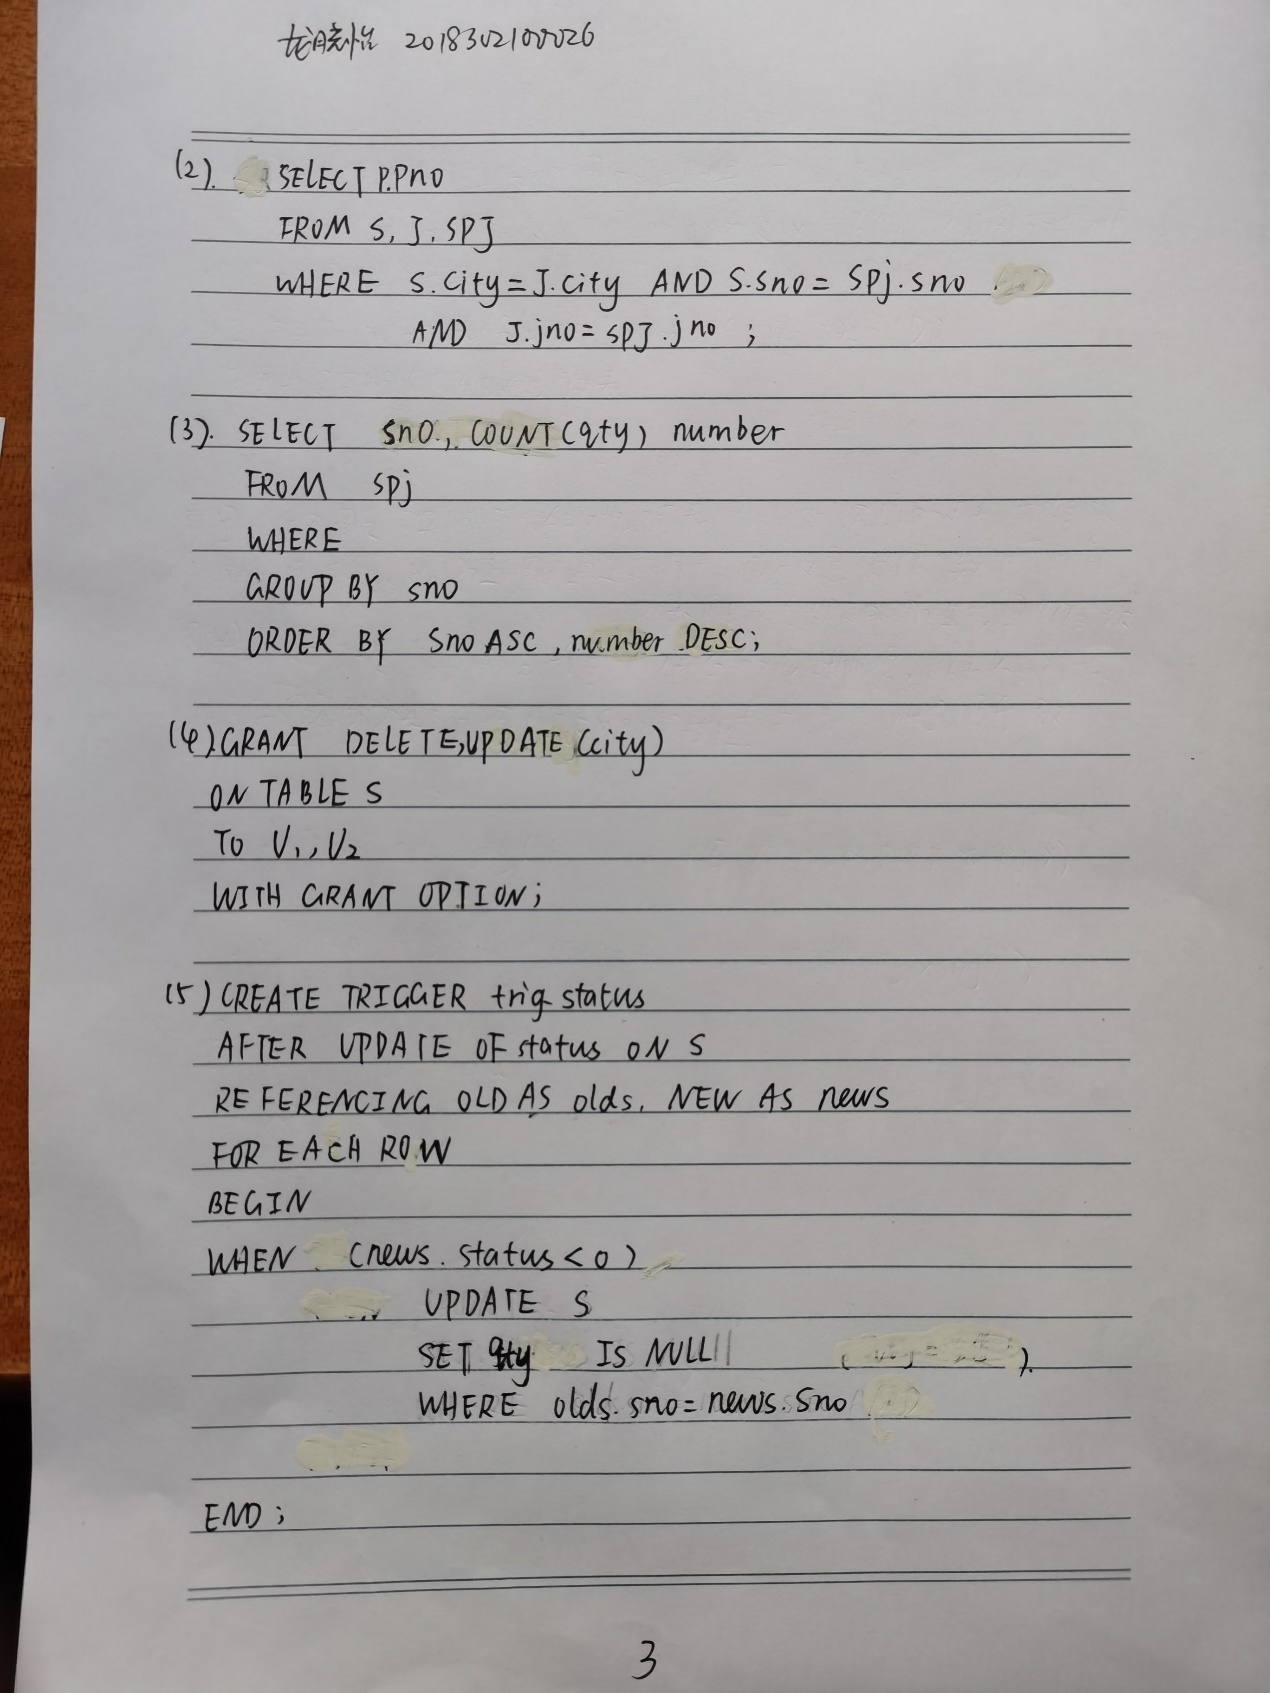 龙晓怡 2018302100026
(2). SELECT P.Pno
FROM S, J, SPJ
WHERE S.City=J.city AND S.sno= Spj.sno
AND J.jno=spJ.jno ;
(3). SELECT sno, COUNT(qty) number
FROM spj
WHERE
GROUP BY sno
ORDER BY Sno ASC, number DESC;
(4) GRANT DELETE,UPDATE (city)
ON TABLE S
TO U1, U2
WITH GRANT OPTION;
(5) CREATE TRIGGER trig status
AFTER UPDATE OF status ON S
REFERENCING OLD AS olds, NEW AS news
FOR EACH ROW
BEGIN
WHEN (news.status<0)
UPDATE S
SET qty IS NULL
WHERE olds.sno=news.Sno
END ;
3